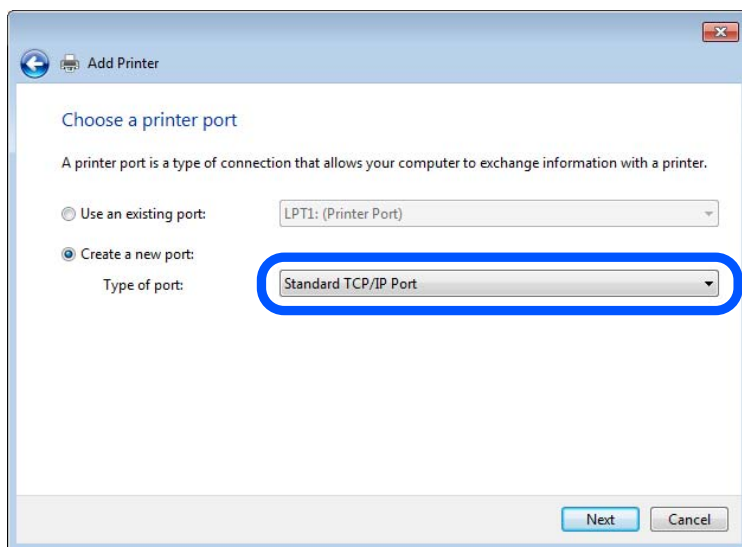 Add Printer
Choose a printer port
A printer port is a type of connection that allows your computer to exchange information with a printer.
Use an existing port: LPT1: (Printer Port)
Create a new port:
Type of port: Standard TCP/IP Port
Next Cancel